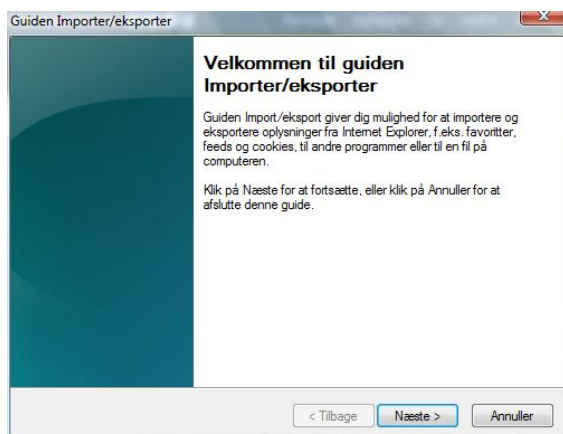 Guiden Importer/eksporter
Velkommen til guiden
Importer/eksporter
Guiden Import/eksport giver dig mulighed for at importere og
eksportere oplysninger fra Internet Explorer, f.eks. favoritter,
feeds og cookies, til andre programmer eller til en fil på
computeren.
Klik på Næste for at fortsætte, eller klik på Annuller for at
afslutte denne guide.
< Tilbage
Næste >
Annuller